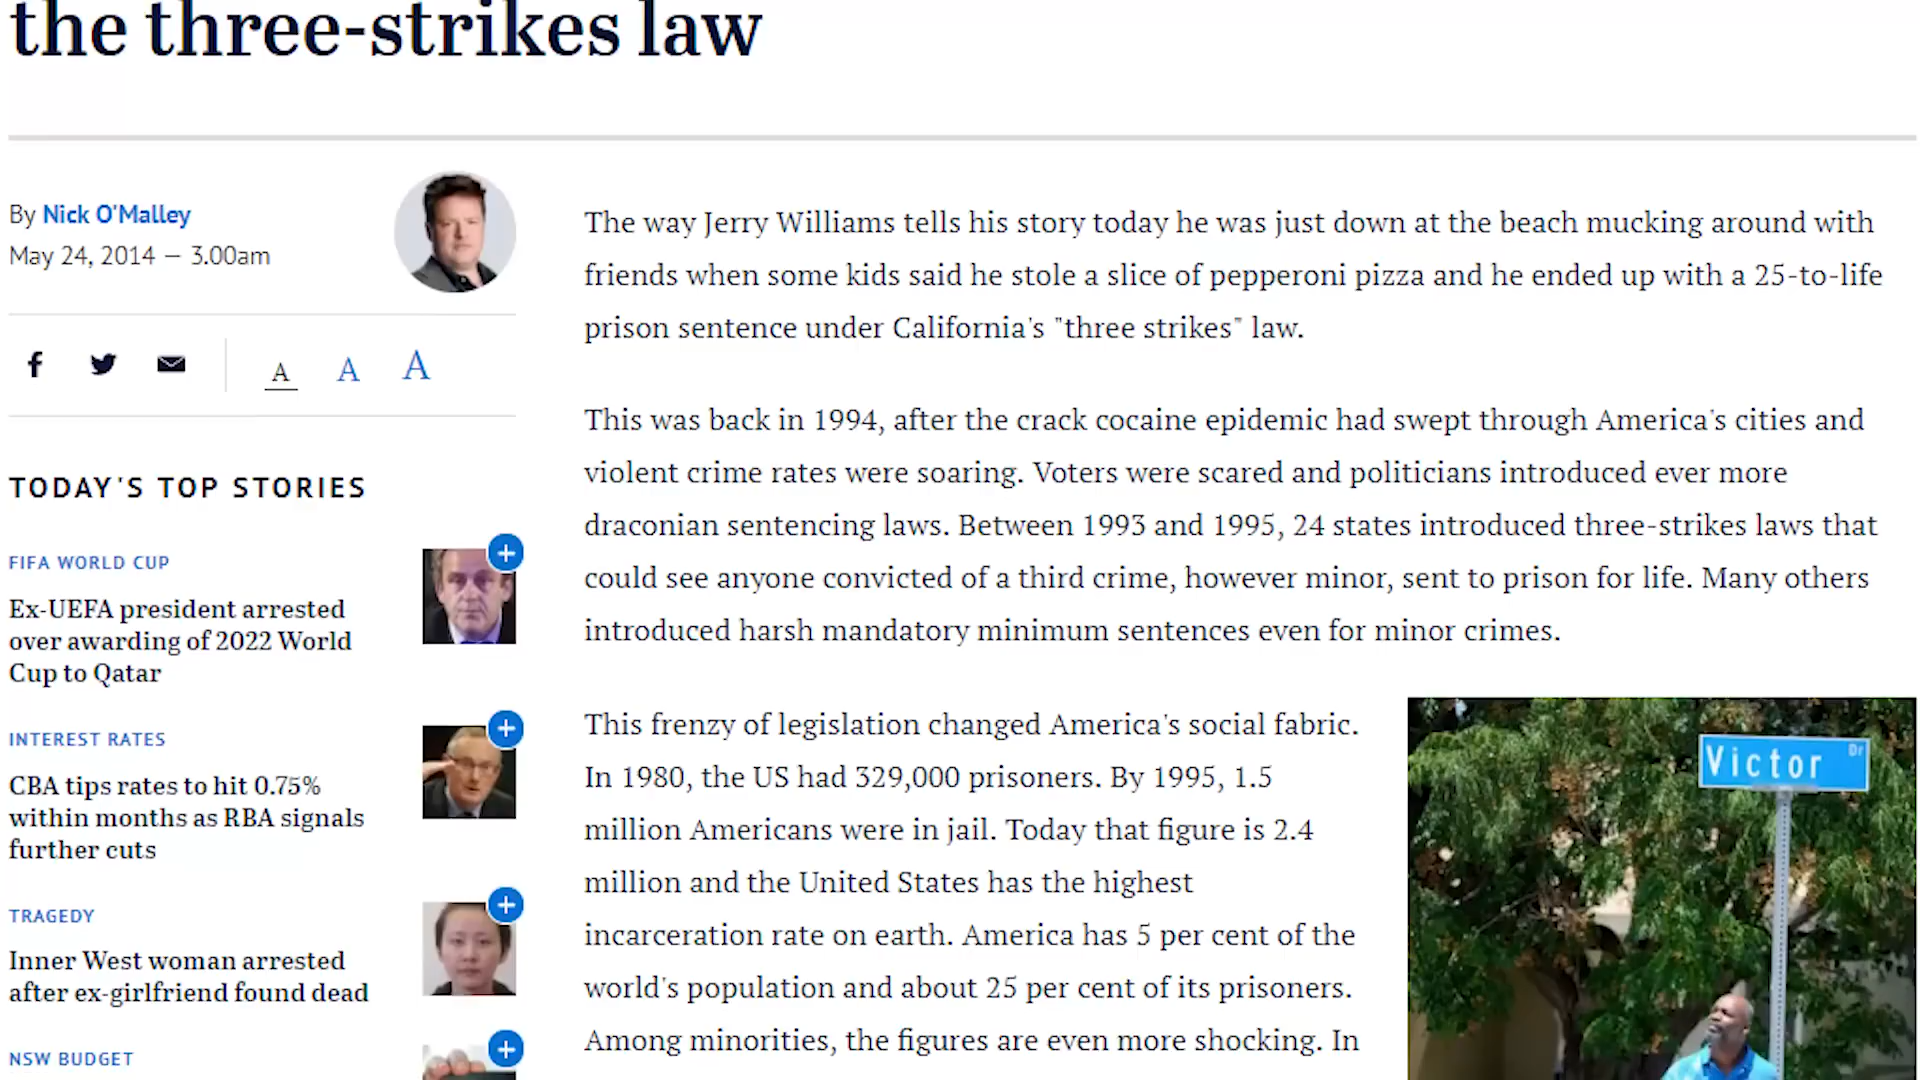 the three-strikes law
By Nick O'Malley
May 24, 2014 — 3.00am
A A A
TODAY'S TOP STORIES
FIFA WORLD CUP
Ex-UEFA president arrested
over awarding of 2022 World
Cup to Qatar
INTEREST RATES
CBA tips rates to hit 0.75%
within months as RBA signals
further cuts
TRAGEDY
Inner West woman arrested
after ex-girlfriend found dead
NSW BUDGET
The way Jerry Williams tells his story today he was just down at the beach mucking around with
friends when some kids said he stole a slice of pepperoni pizza and he ended up with a 25-to-life
prison sentence under California's "three strikes" law.
This was back in 1994, after the crack cocaine epidemic had swept through America's cities and
violent crime rates were soaring. Voters were scared and politicians introduced ever more
draconian sentencing laws. Between 1993 and 1995, 24 states introduced three-strikes laws that
could see anyone convicted of a third crime, however minor, sent to prison for life. Many others
introduced harsh mandatory minimum sentences even for minor crimes.
This frenzy of legislation changed America's social fabric.
In 1980, the US had 329,000 prisoners. By 1995, 1.5
million Americans were in jail. Today that figure is 2.4
million and the United States has the highest
incarceration rate on earth. America has 5 per cent of the
world's population and about 25 per cent of its prisoners.
Among minorities, the figures are even more shocking. In
Victor Dr